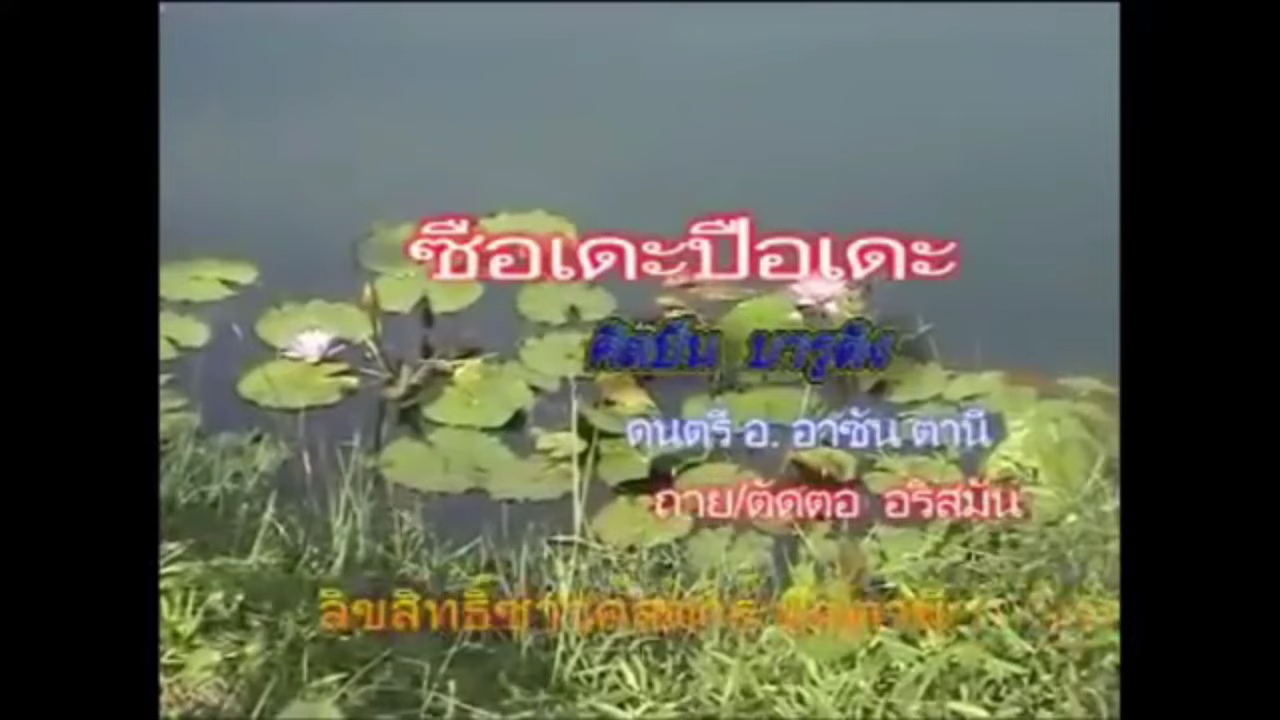 ซือเดะปือเดะ
ศิลปิน บารูดิง
ดนตรี อ. อาซัน ตานี
ถ่าย/ตัดต่อ อริสมัน
ลิขสิทธิ์